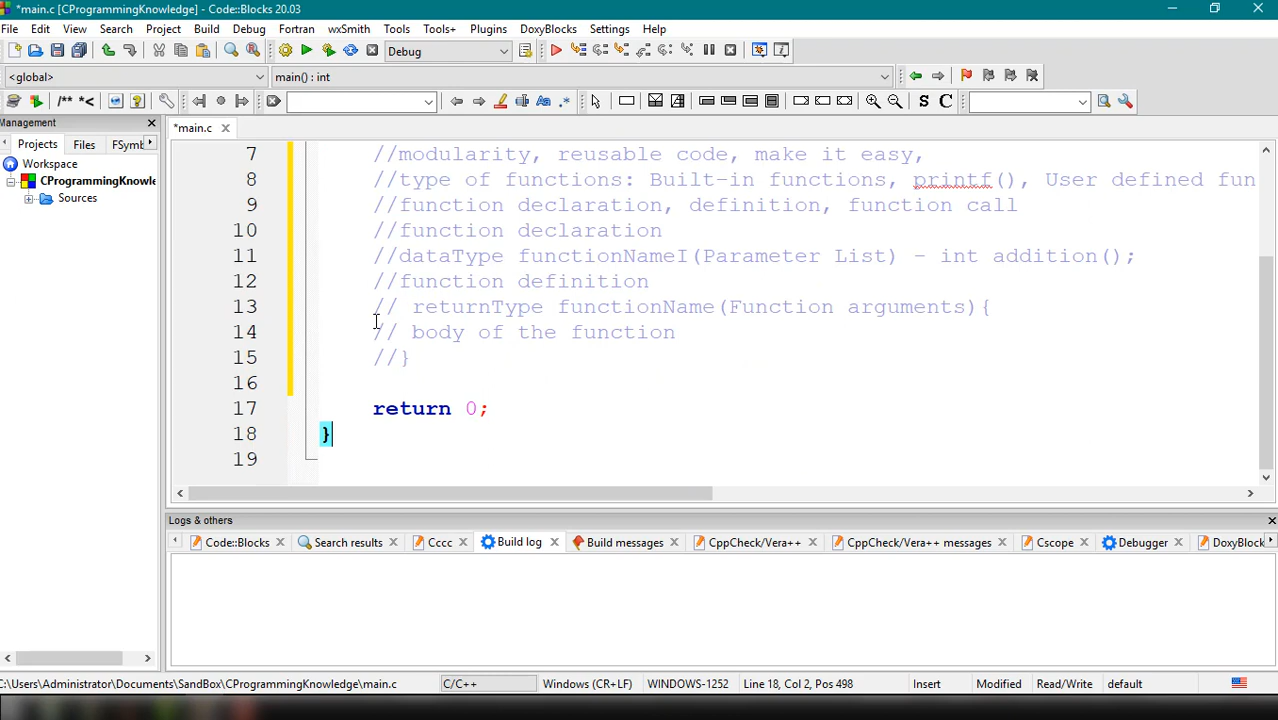 *main.c [CProgrammingKnowledge] - Code::Blocks 20.03
File Edit View Search Project Build Debug Fortran wxSmith Tools Tools+ Plugins DoxyBlocks Settings Help
Debug
<global> main() : int
/** *< S C
Management
*main.c
Projects Files FSymb
Workspace
CProgrammingKnowle
Sources
7 //modularity, reusable code, make it easy,
8 //type of functions: Built-in functions, printf(), User defined fun
9 //function declaration, definition, function call
10 //function declaration
11 //dataType functionNameI(Parameter List) - int addition();
12 //function definition
13 // returnType functionName(Function arguments){
14 // body of the function
15 //}
16
17 return 0;
18 }
19
Logs & others
Code::Blocks Search results Cccc Build log Build messages CppCheck/Vera++ CppCheck/Vera++ messages Cscope Debugger DoxyBlock
C:\Users\Administrator\Documents\SandBox\CProgrammingKnowledge\main.c C/C++ Windows (CR+LF) WINDOWS-1252 Line 18, Col 2, Pos 498 Insert Modified Read/Write default